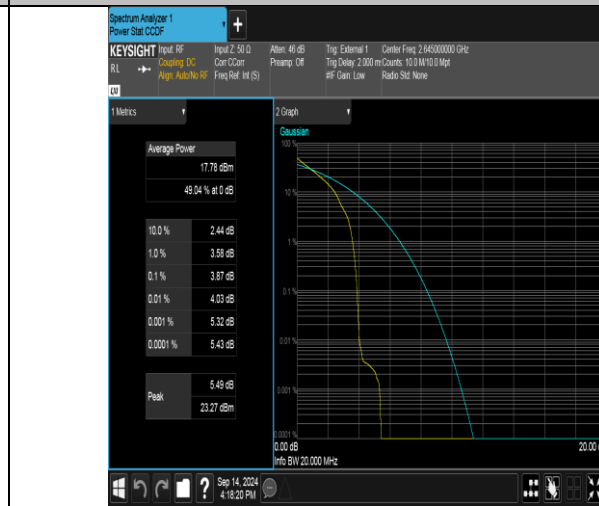 Spectrum Analyzer 1
Power Stat CCDF
+
KEYSIGHT Input: RF Input Z: 50 Ω Atten: 46 dB Trig: External 1 Center Freq: 2.645000000 GHz
RL Coupling: DC Corr CCorr Preamp: Off Trig Delay: 2.000 m Counts: 10.0 M/10.0 Mpt
Align: Auto/No RF Freq Ref: Int (S) #IF Gain: Low Radio Std: None
1 Metrics
Average Power
17.78 dBm
49.04 % at 0 dB
10.0 % 2.44 dB
1.0 % 3.58 dB
0.1 % 3.87 dB
0.01 % 4.03 dB
0.001 % 5.32 dB
0.0001 % 5.43 dB
Peak 5.49 dB
23.27 dBm
2 Graph
Gaussian
100 %
10 %
1 %
0.1 %
0.01 %
0.001 %
0.0001 %
0.00 dB 20.00
Info BW 20.000 MHz
? Sep 14, 2024
4:18:20 PM